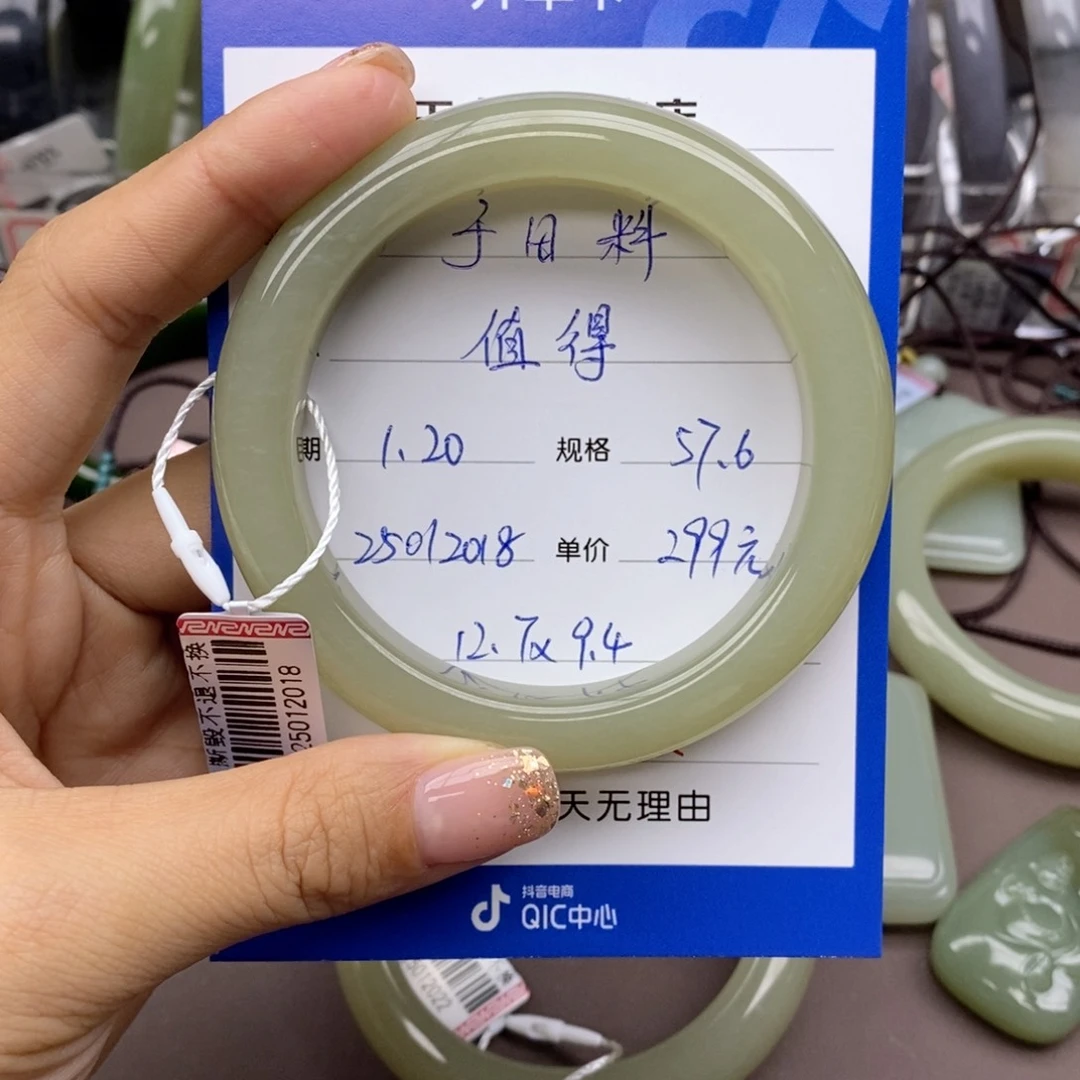 于田料
值得
期 1.20 规格 57.6
25012018 单价 299元
12.7x9.4
天无理由
抖音电商
QIC中心
撕毁不退不换
25012018